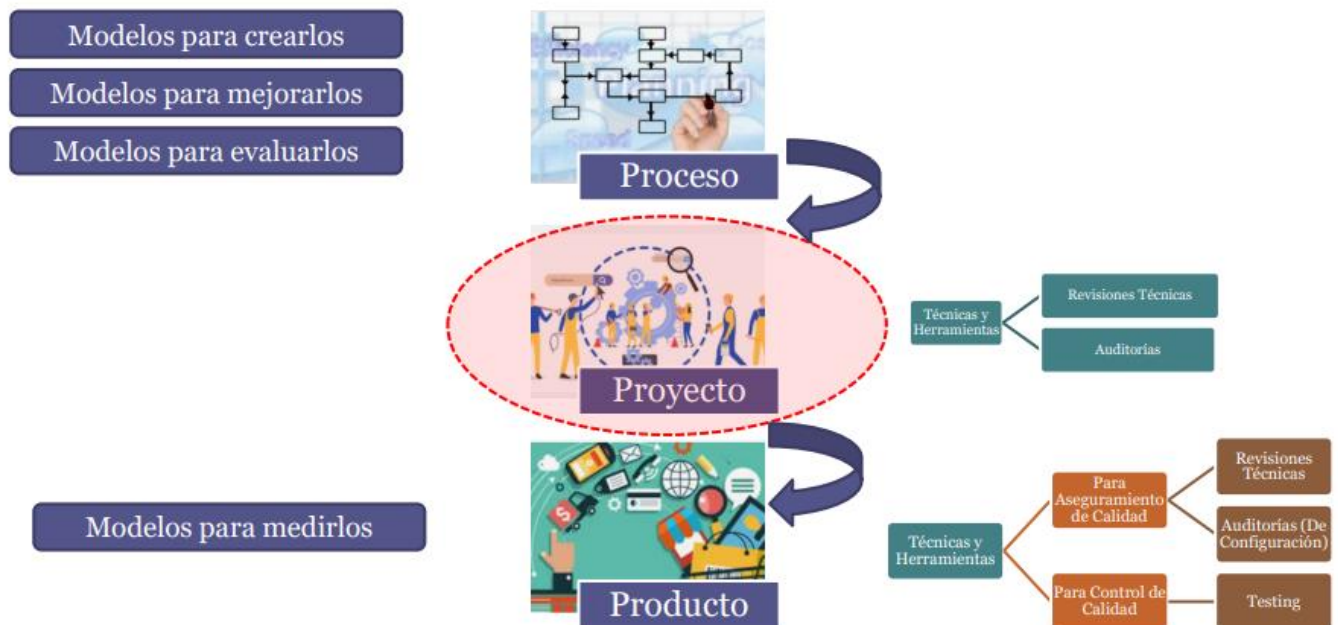 Modelos para crearlos
Modelos para mejorarlos
Modelos para evaluarlos
Planning
Proceso
Proyecto
Técnicas y
Herramientas
Revisiones Técnicas
Auditorías
Modelos para medirlos
Producto
Técnicas y
Herramientas
Para
Aseguramiento
de Calidad
Revisiones
Técnicas
Auditorías (De
Configuración)
Para Control de
Calidad
Testing